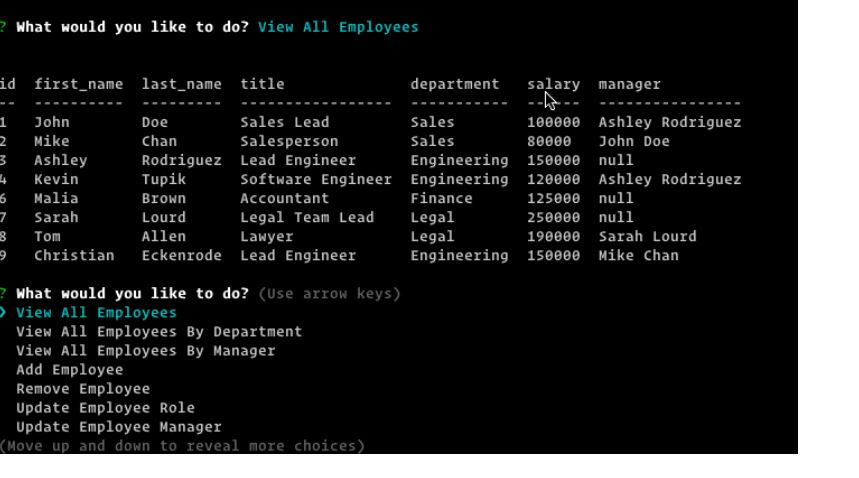 ? What would you like to do? View All Employees
id first_name last_name title department salary manager
-- ---------- --------- ----------------- ----------- ------ ----------------
1 John Doe Sales Lead Sales 100000 Ashley Rodriguez
2 Mike Chan Salesperson Sales 80000 John Doe
3 Ashley Rodriguez Lead Engineer Engineering 150000 null
4 Kevin Tupik Software Engineer Engineering 120000 Ashley Rodriguez
6 Malia Brown Accountant Finance 125000 null
7 Sarah Lourd Legal Team Lead Legal 250000 null
8 Tom Allen Lawyer Legal 190000 Sarah Lourd
9 Christian Eckenrode Lead Engineer Engineering 150000 Mike Chan
? What would you like to do? (Use arrow keys)
❯ View All Employees
View All Employees By Department
View All Employees By Manager
Add Employee
Remove Employee
Update Employee Role
Update Employee Manager
(Move up and down to reveal more choices)